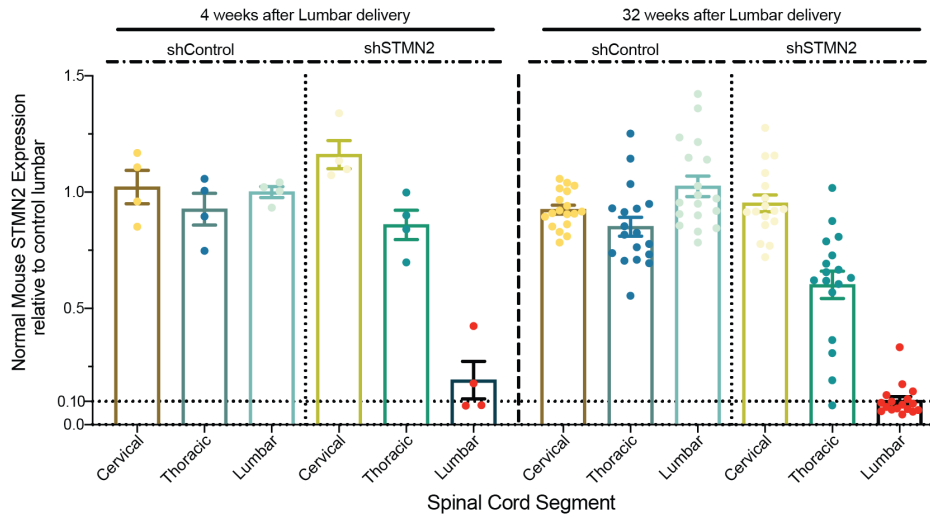 4 weeks after Lumbar delivery
32 weeks after Lumbar delivery
shControl
shSTMN2
shControl
shSTMN2
Normal Mouse STMN2 Expression
relative to control lumbar
1.5
1.0
0.5
0.10
0.0
Cervical
Thoracic
Lumbar
Cervical
Thoracic
Lumbar
Cervical
Thoracic
Lumbar
Cervical
Thoracic
Lumbar
Spinal Cord Segment